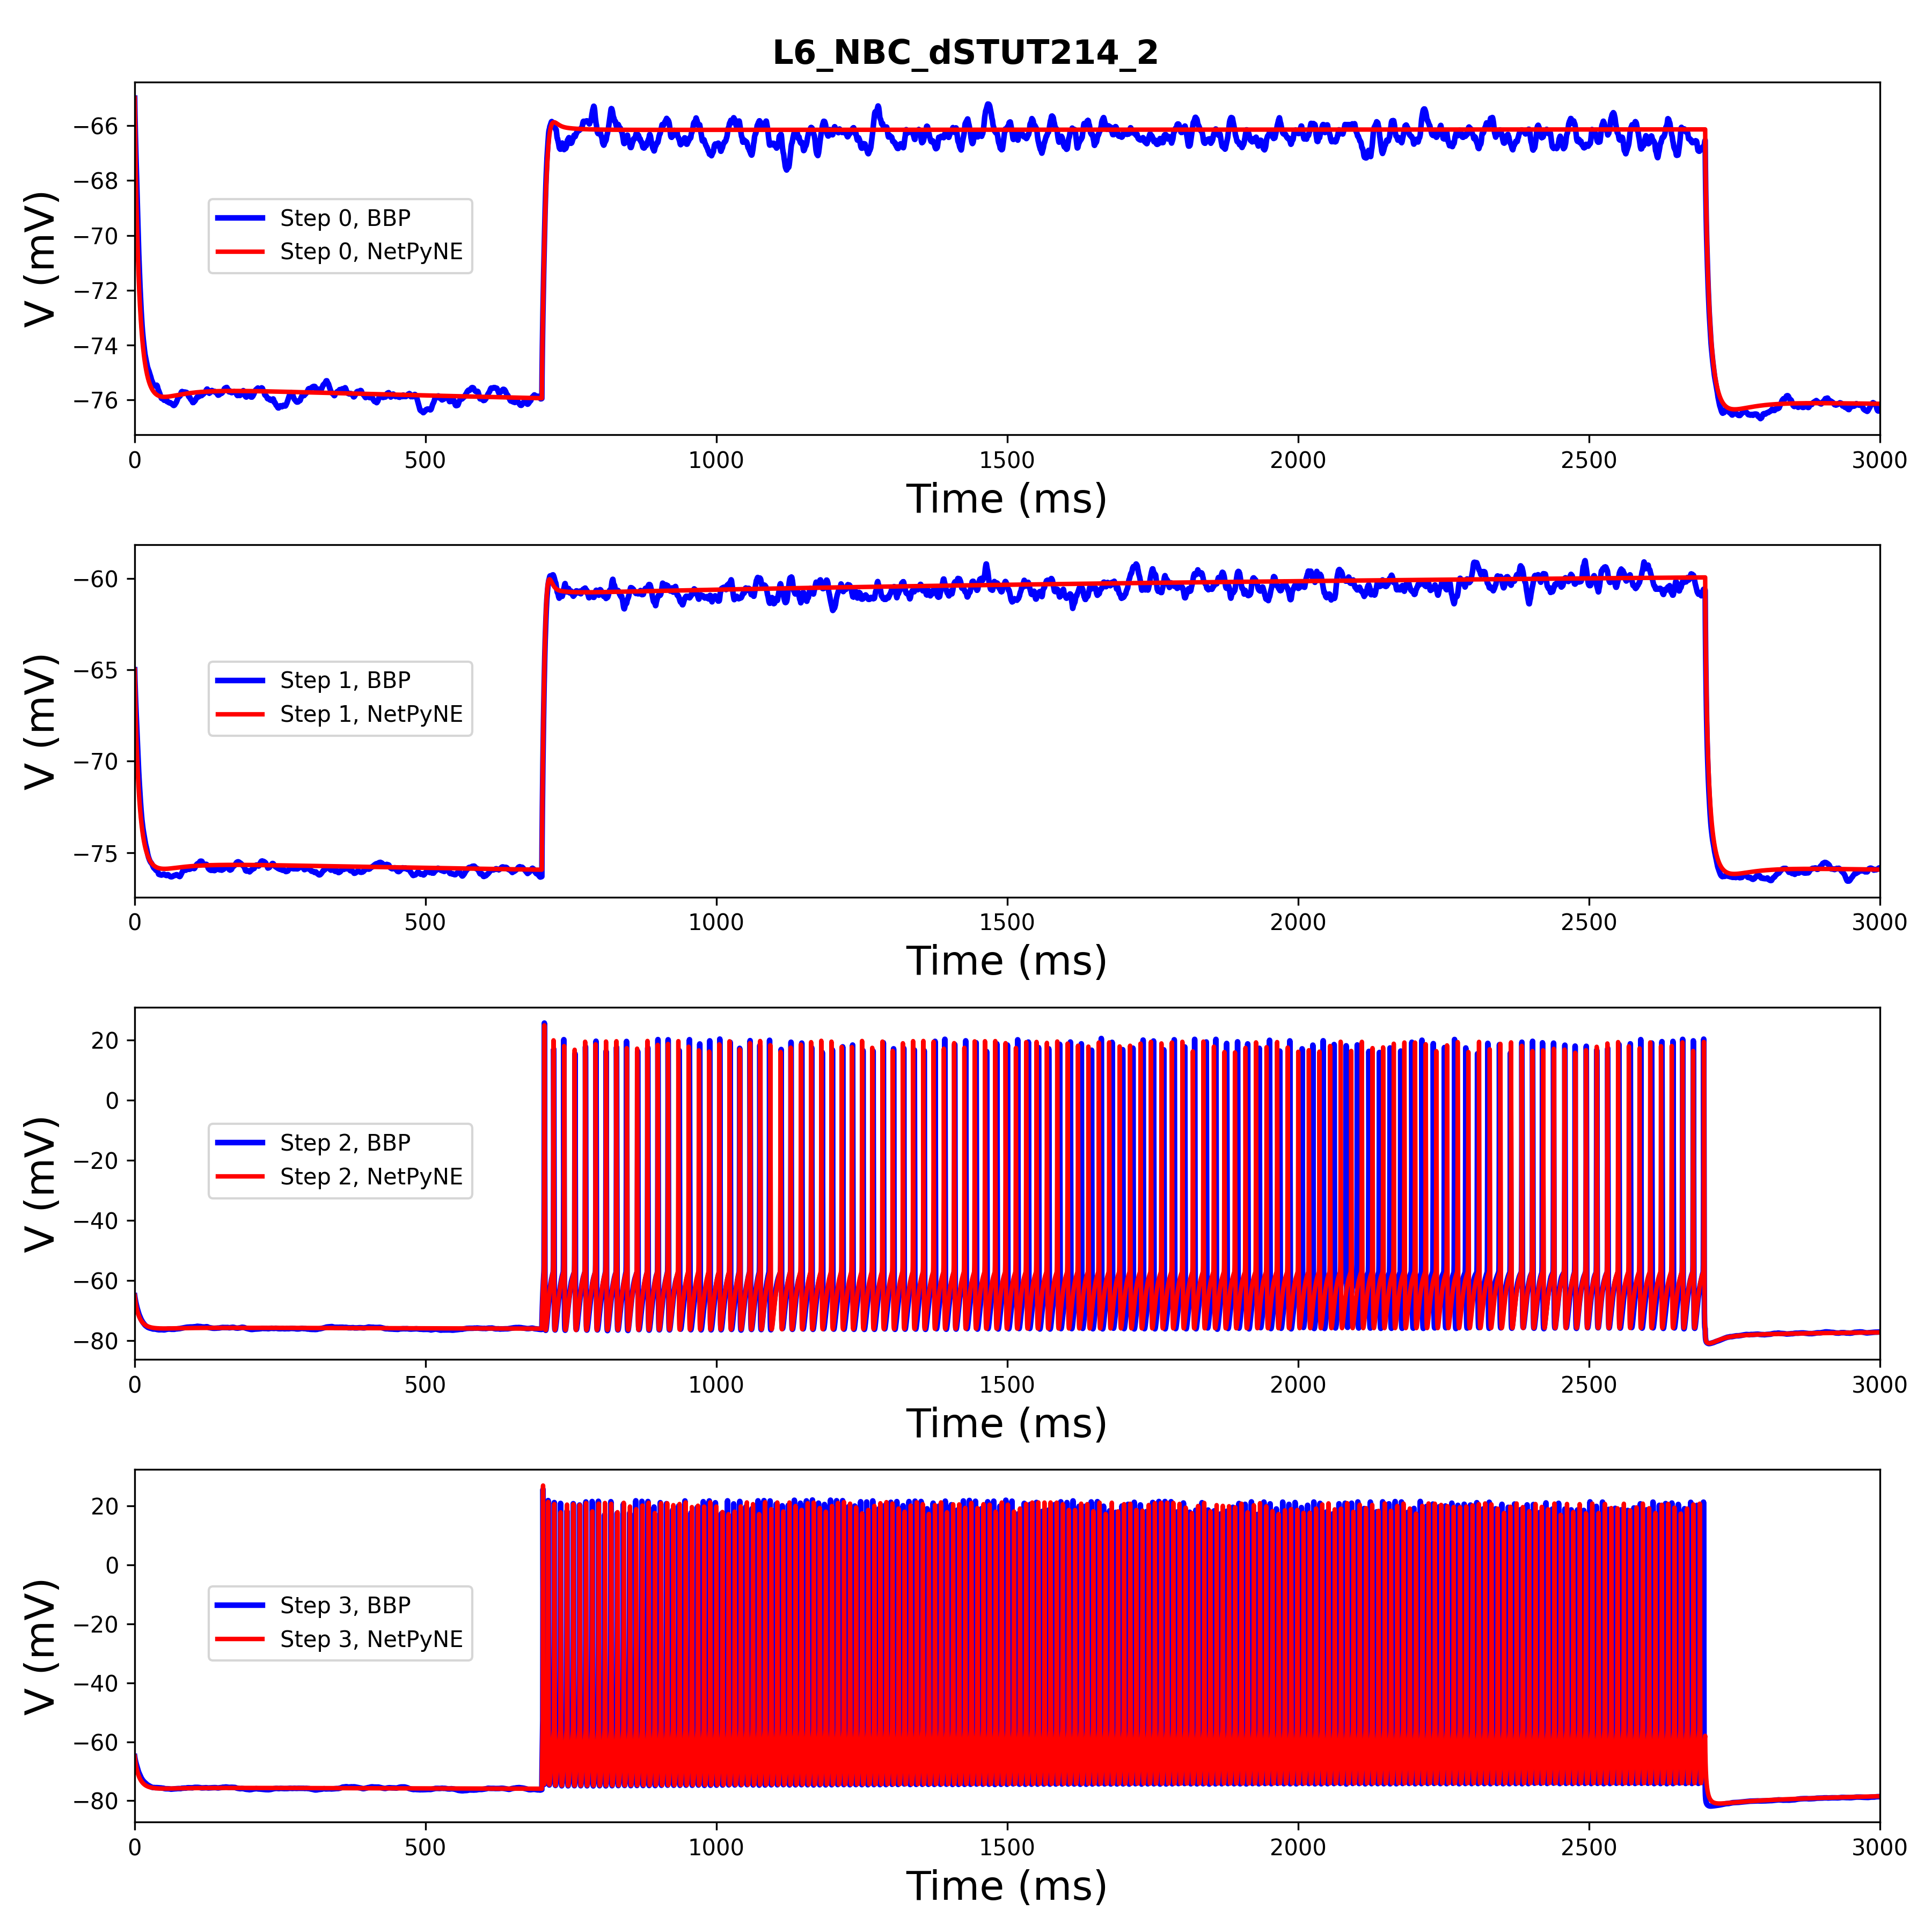 L6_NBC_dSTUT214_2
V (mV)
−66
−68
−70
−72
−74
−76
Step 0, BBP
Step 0, NetPyNE
0 500 1000 1500 2000 2500 3000
Time (ms)
V (mV)
−60
−65
−70
−75
Step 1, BBP
Step 1, NetPyNE
0 500 1000 1500 2000 2500 3000
Time (ms)
V (mV)
20
0
−20
−40
−60
−80
Step 2, BBP
Step 2, NetPyNE
0 500 1000 1500 2000 2500 3000
Time (ms)
V (mV)
20
0
−20
−40
−60
−80
Step 3, BBP
Step 3, NetPyNE
0 500 1000 1500 2000 2500 3000
Time (ms)